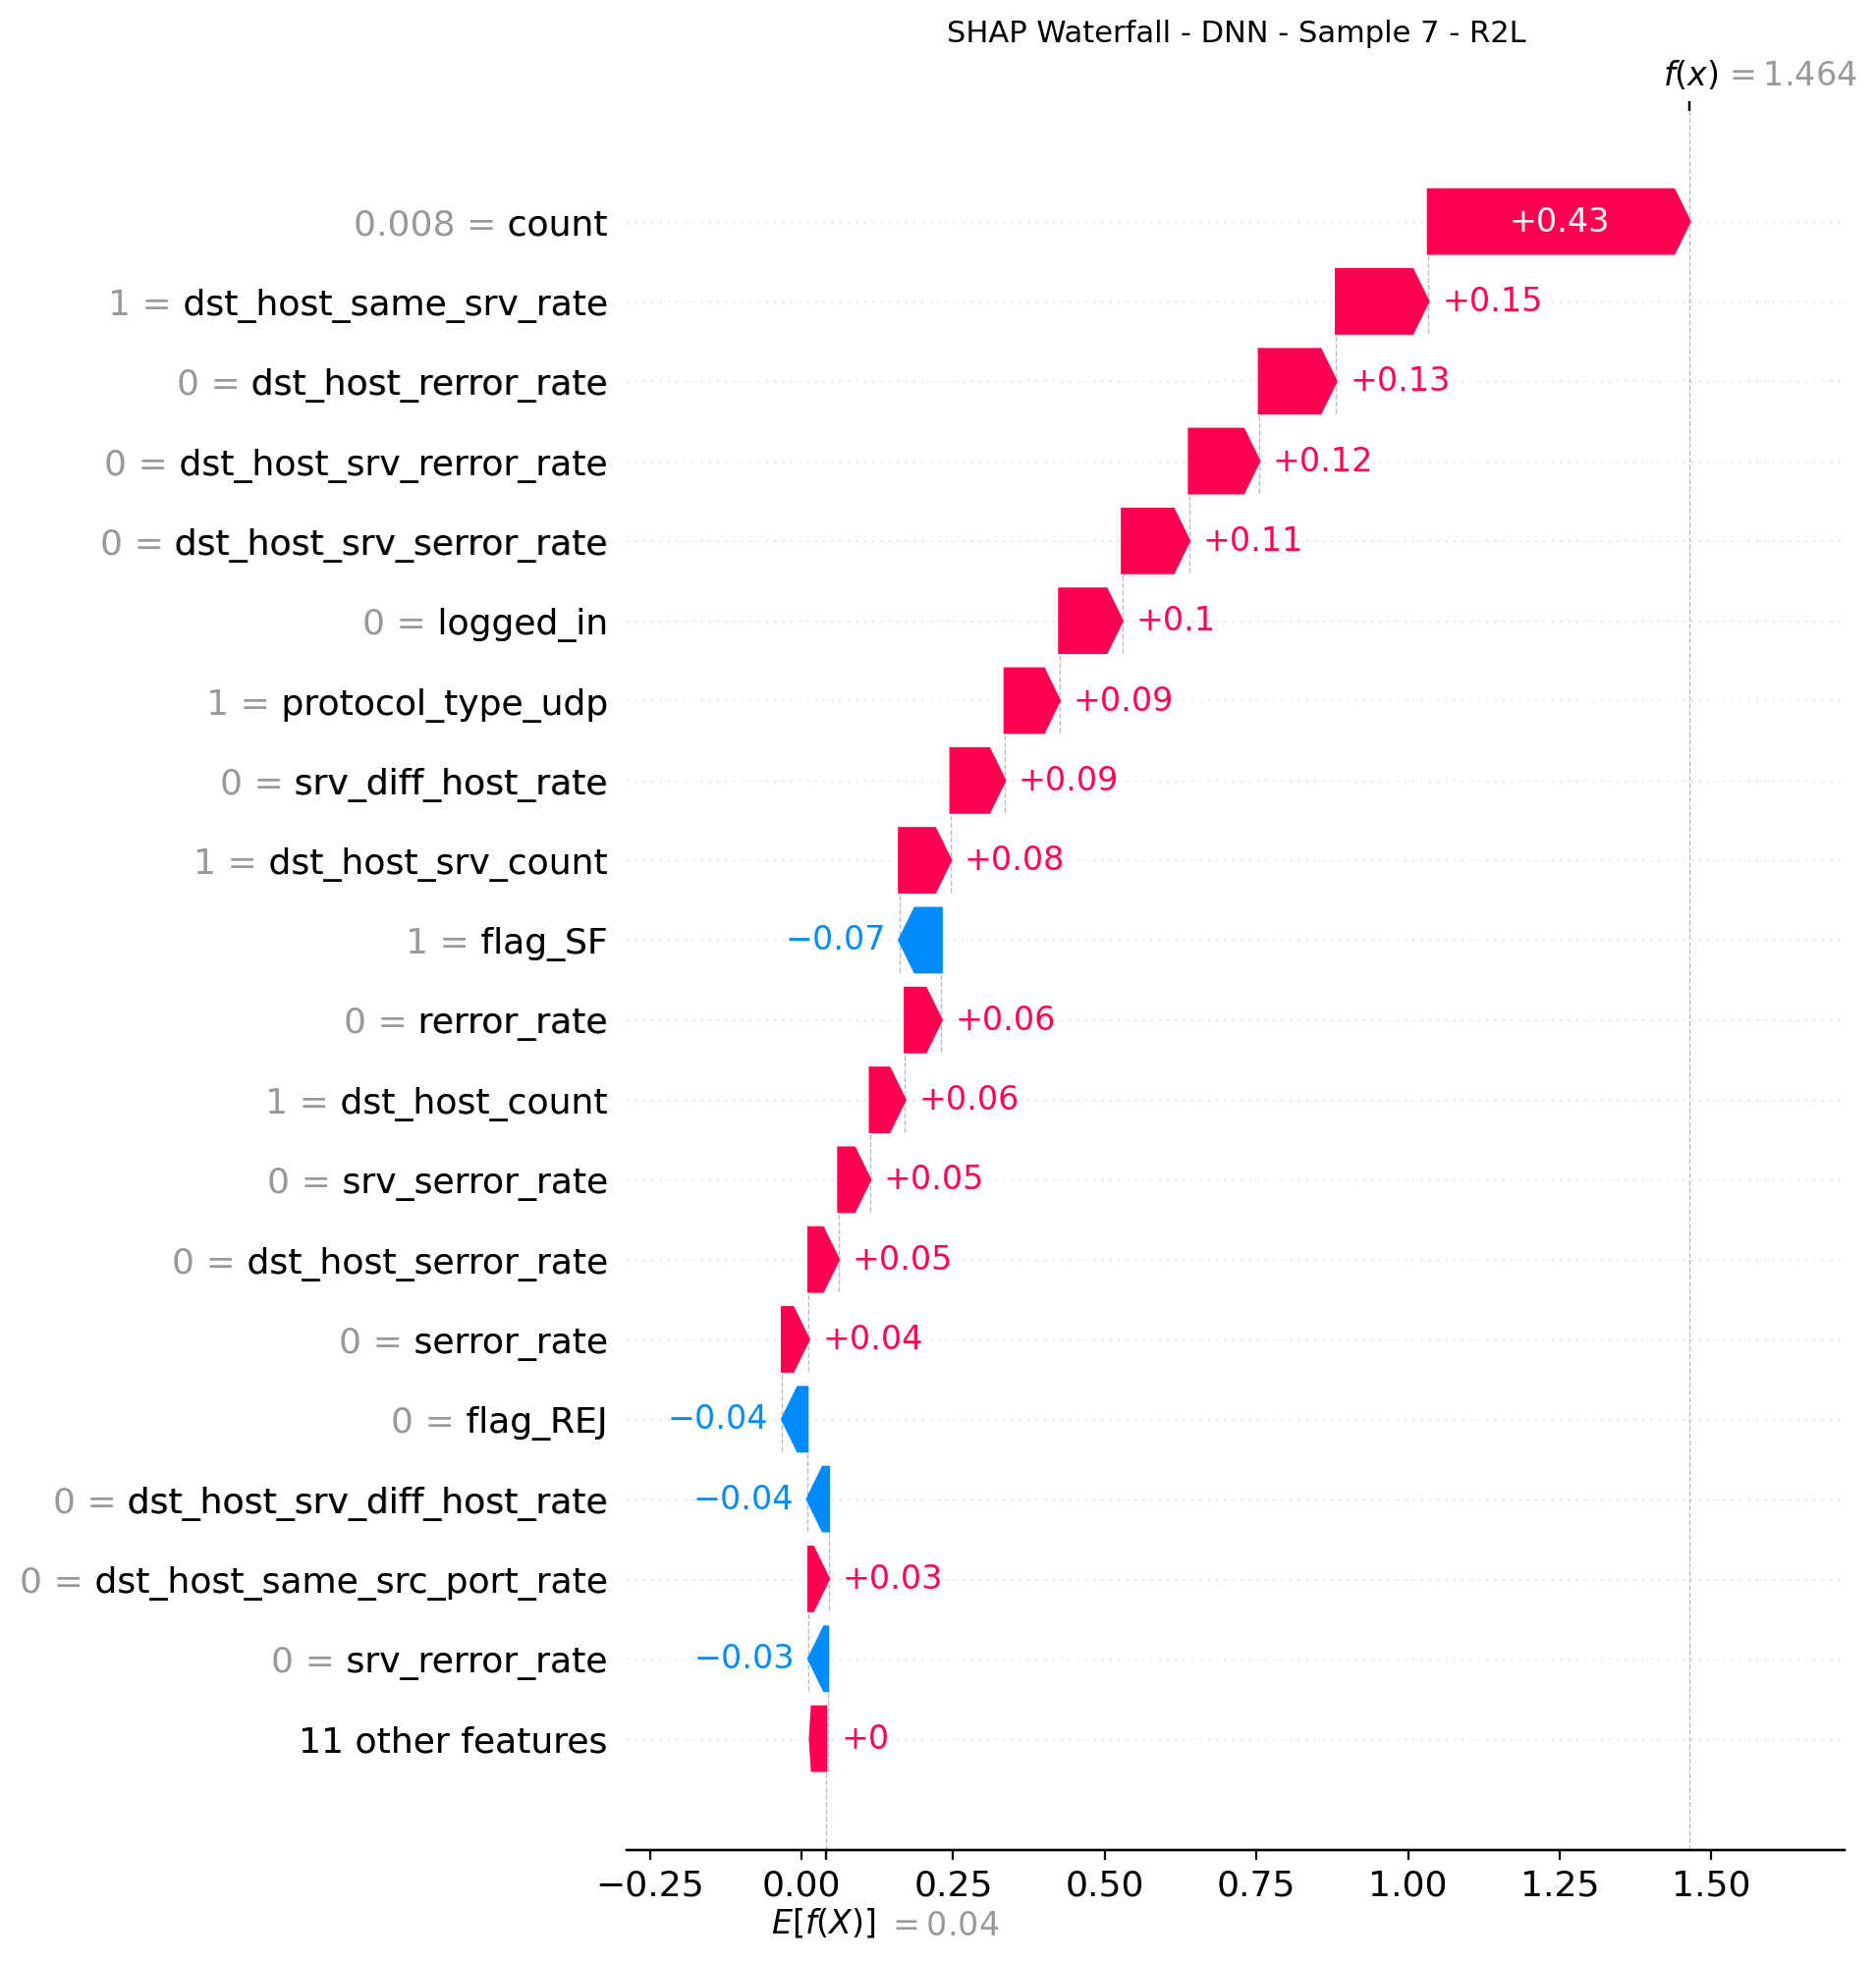 SHAP Waterfall - DNN - Sample 7 - R2L
f(x) = 1.464
0.008 = count +0.43
1 = dst_host_same_srv_rate +0.15
0 = dst_host_rerror_rate +0.13
0 = dst_host_srv_rerror_rate +0.12
0 = dst_host_srv_serror_rate +0.11
0 = logged_in +0.1
1 = protocol_type_udp +0.09
0 = srv_diff_host_rate +0.09
1 = dst_host_srv_count +0.08
1 = flag_SF −0.07
0 = rerror_rate +0.06
1 = dst_host_count +0.06
0 = srv_serror_rate +0.05
0 = dst_host_serror_rate +0.05
0 = serror_rate +0.04
0 = flag_REJ −0.04
0 = dst_host_srv_diff_host_rate −0.04
0 = dst_host_same_src_port_rate +0.03
0 = srv_rerror_rate −0.03
11 other features +0
−0.25 0.00 0.25 0.50 0.75 1.00 1.25 1.50
E[f(X)] = 0.04